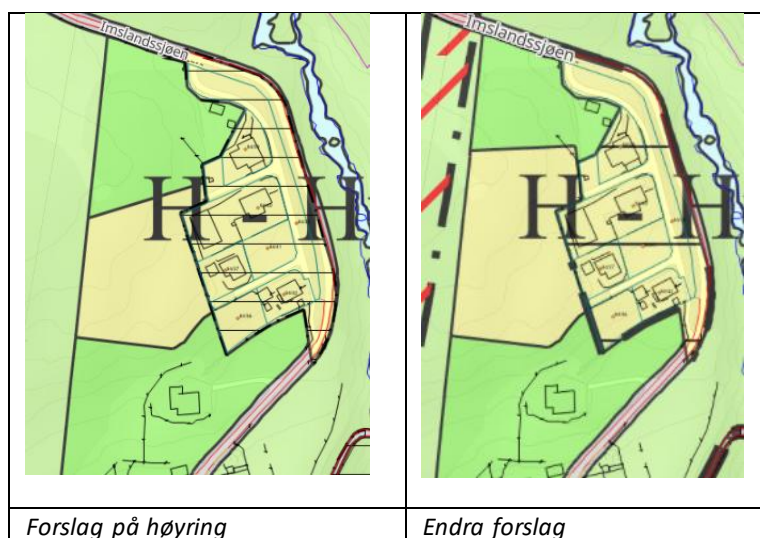 Imslandssjøen
Imslandssjøen
H - H
H - H
Forslag på høyring
Endra forslag